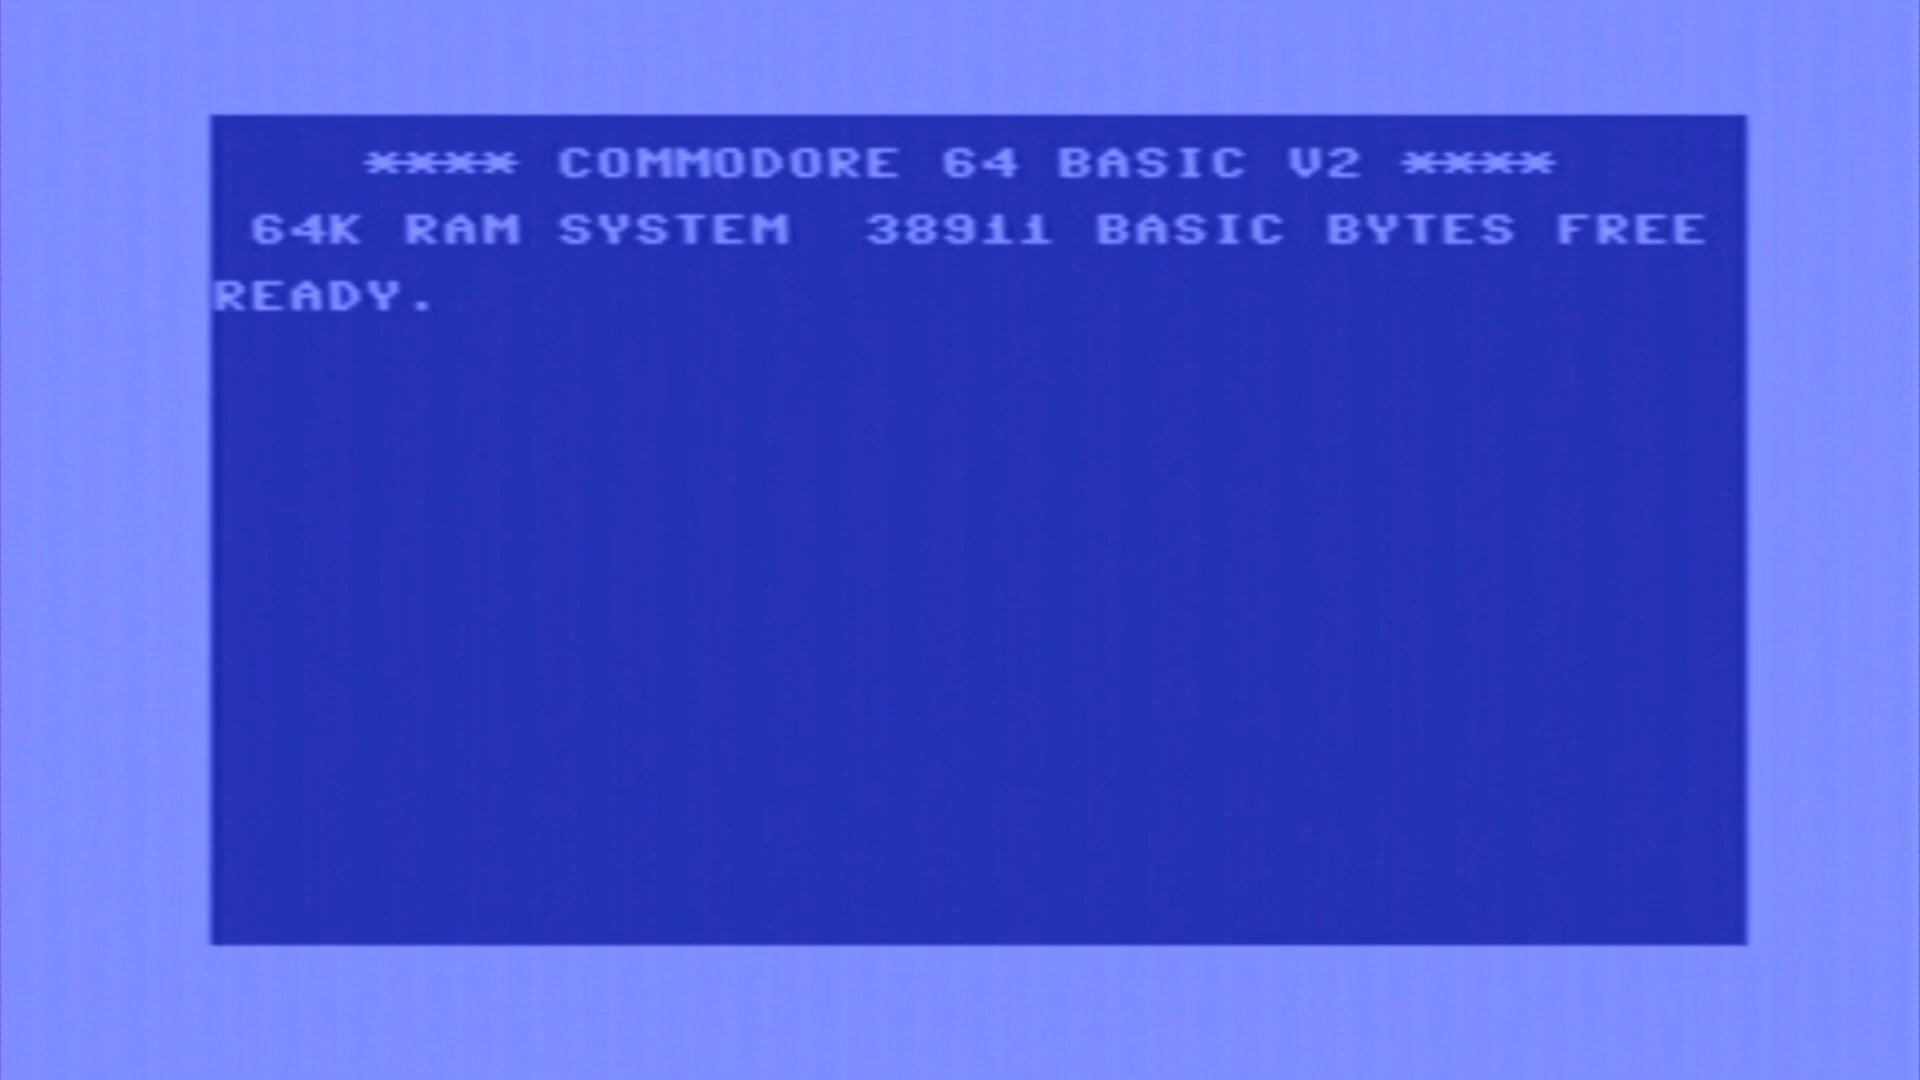 **** COMMODORE 64 BASIC V2 ****
64K RAM SYSTEM  38911 BASIC BYTES FREE
READY.